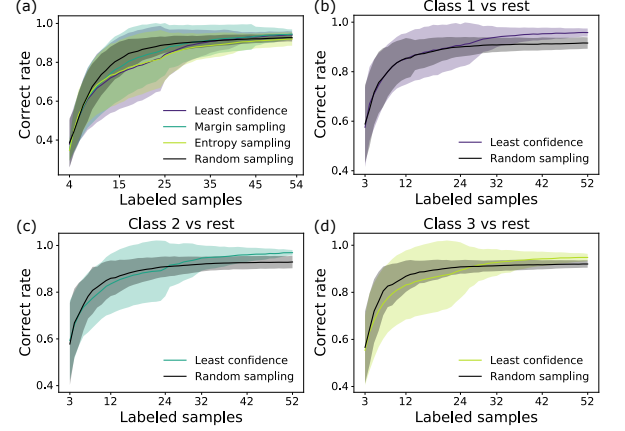 (a)
1.0
0.8
0.6
0.4
Correct rate
Least confidence
Margin sampling
Entropy sampling
Random sampling
4 15 25 35 45 54
Labeled samples
(b) Class 1 vs rest
1.0
0.8
0.6
0.4
Correct rate
Least confidence
Random sampling
3 12 24 32 42 52
Labeled samples
(c) Class 2 vs rest
1.0
0.8
0.6
0.4
Correct rate
Least confidence
Random sampling
3 12 24 32 42 52
Labeled samples
(d) Class 3 vs rest
1.0
0.8
0.6
0.4
Correct rate
Least confidence
Random sampling
3 12 24 32 42 52
Labeled samples